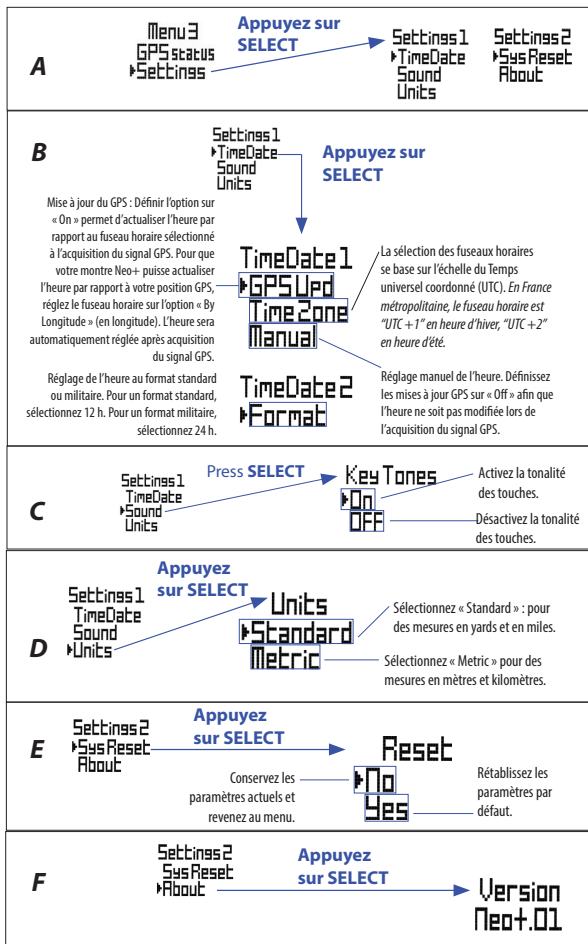 A
Menu3
GPS status
Settings
Appuyez sur
SELECT
Settings1
TimeDate
Sound
Units
Settings2
Sys Reset
About
B
Settings1
TimeDate
Sound
Units
Appuyez sur
SELECT
Mise à jour du GPS : Définir l'option sur
« On » permet d'actualiser l'heure par
rapport au fuseau horaire sélectionné
à l'acquisition du signal GPS. Pour que
votre montre Neo+ puisse actualiser
l'heure par rapport à votre position GPS,
réglez le fuseau horaire sur l'option « By
Longitude » (en longitude). L'heure sera
automatiquement réglée après acquisition
du signal GPS.
Réglage de l'heure au format standard
ou militaire. Pour un format standard,
sélectionnez 12 h. Pour un format militaire,
sélectionnez 24 h.
TimeDate1
GPS Upd
Time Zone
Manual
TimeDate2
Format
La sélection des fuseaux horaires
se base sur l'échelle du Temps
universel coordonné (UTC). En France
métropolitaine, le fuseau horaire est
"UTC +1" en heure d'hiver, "UTC +2"
en heure d'été.
Réglage manuel de l'heure. Définissez
les mises à jour GPS sur « Off » afin que
l'heure ne soit pas modifiée lors de
l'acquisition du signal GPS.
C
Settings1
TimeDate
Sound
Units
Press SELECT
Key Tones
On
OFF
Activez la tonalité
des touches.
Désactivez la tonalité
des touches.
D
Settings1
TimeDate
Sound
Units
Appuyez
sur SELECT
Units
Standard
Metric
Sélectionnez « Standard » : pour
des mesures en yards et en miles.
Sélectionnez « Metric » pour des
mesures en mètres et kilomètres.
E
Settings2
Sys Reset
About
Appuyez
sur SELECT
Conservez les
paramètres actuels et
revenez au menu.
Reset
No
Yes
Rétablissez les
paramètres par
défaut.
F
Settings2
Sys Reset
About
Appuyez
sur SELECT
Version
Neo+.01